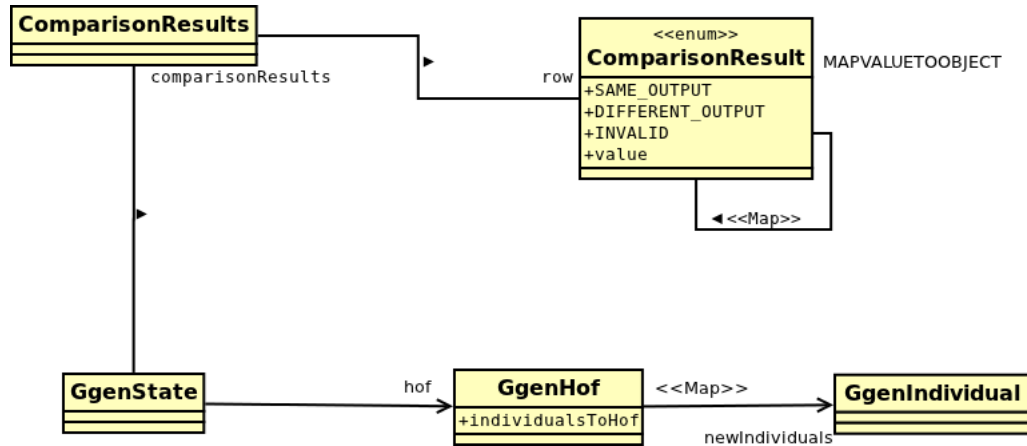 ComparisonResults
comparisonResults
row
<<enum>>
ComparisonResult
+SAME_OUTPUT
+DIFFERENT_OUTPUT
+INVALID
+value
MAPVALUETOOBJECT
<<Map>>
GgenState
hof
GgenHof
+individualsToHof
<<Map>>
newIndividuals
GgenIndividual